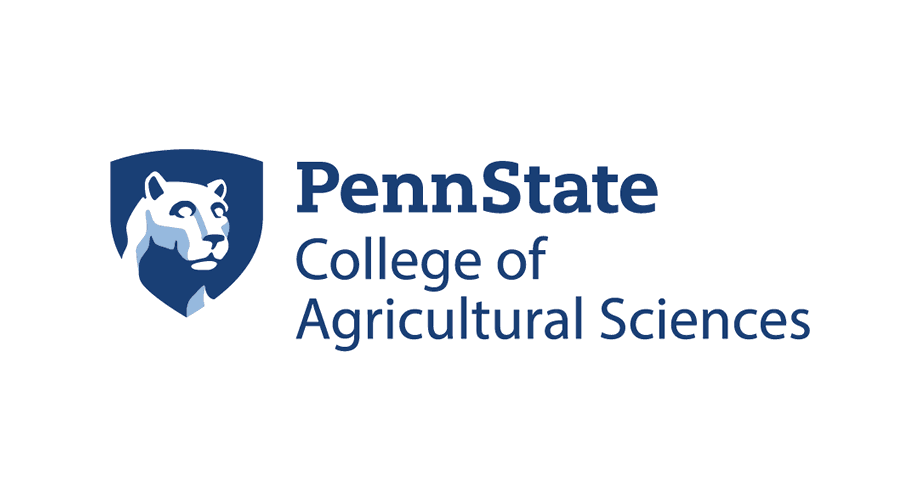 PennState
College of
Agricultural Sciences